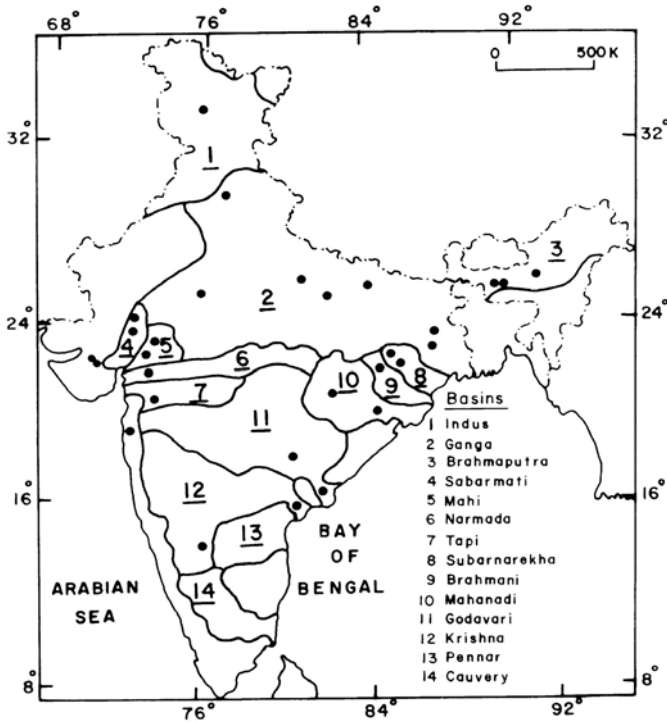 68° 76° 84° 92°
0 500 K
32° 32°
1
3
2
24° 24°
4 5
6
7 10 9 8
11
Basins
1 Indus
2 Ganga
3 Brahmaputra
4 Sabarmati
5 Mahi
6 Narmada
7 Tapi
8 Subarnarekha
9 Brahmani
10 Mahanadi
11 Godavari
12 Krishna
13 Pennar
14 Cauvery
16° 16°
12
13
BAY
OF
BENGAL
ARABIAN
SEA
14
8° 8°
76° 84° 92°